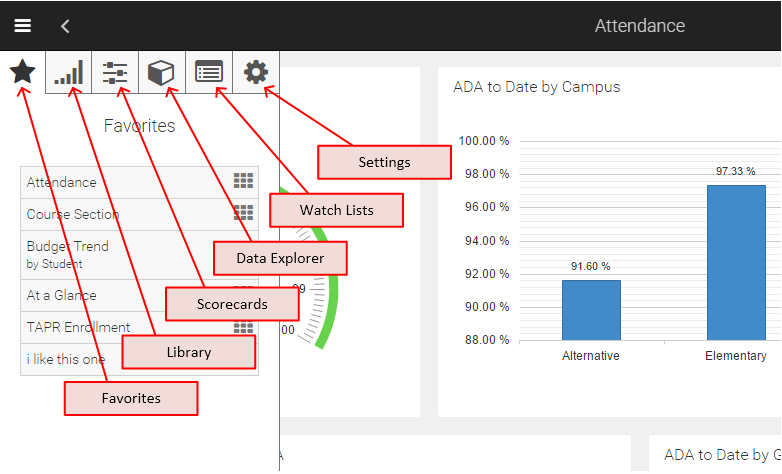 Attendance
Favorites
Attendance
Course Section
Budget Trend
by Student
At a Glance
TAPR Enrollment
i like this one
Settings
Watch Lists
Data Explorer
Scorecards
Library
Favorites
99
00
ADA to Date by Campus
100.00 %
98.00 %
96.00 %
94.00 %
92.00 %
90.00 %
88.00 %
97.33 %
91.60 %
Alternative
Elementary
A
ADA to Date by G